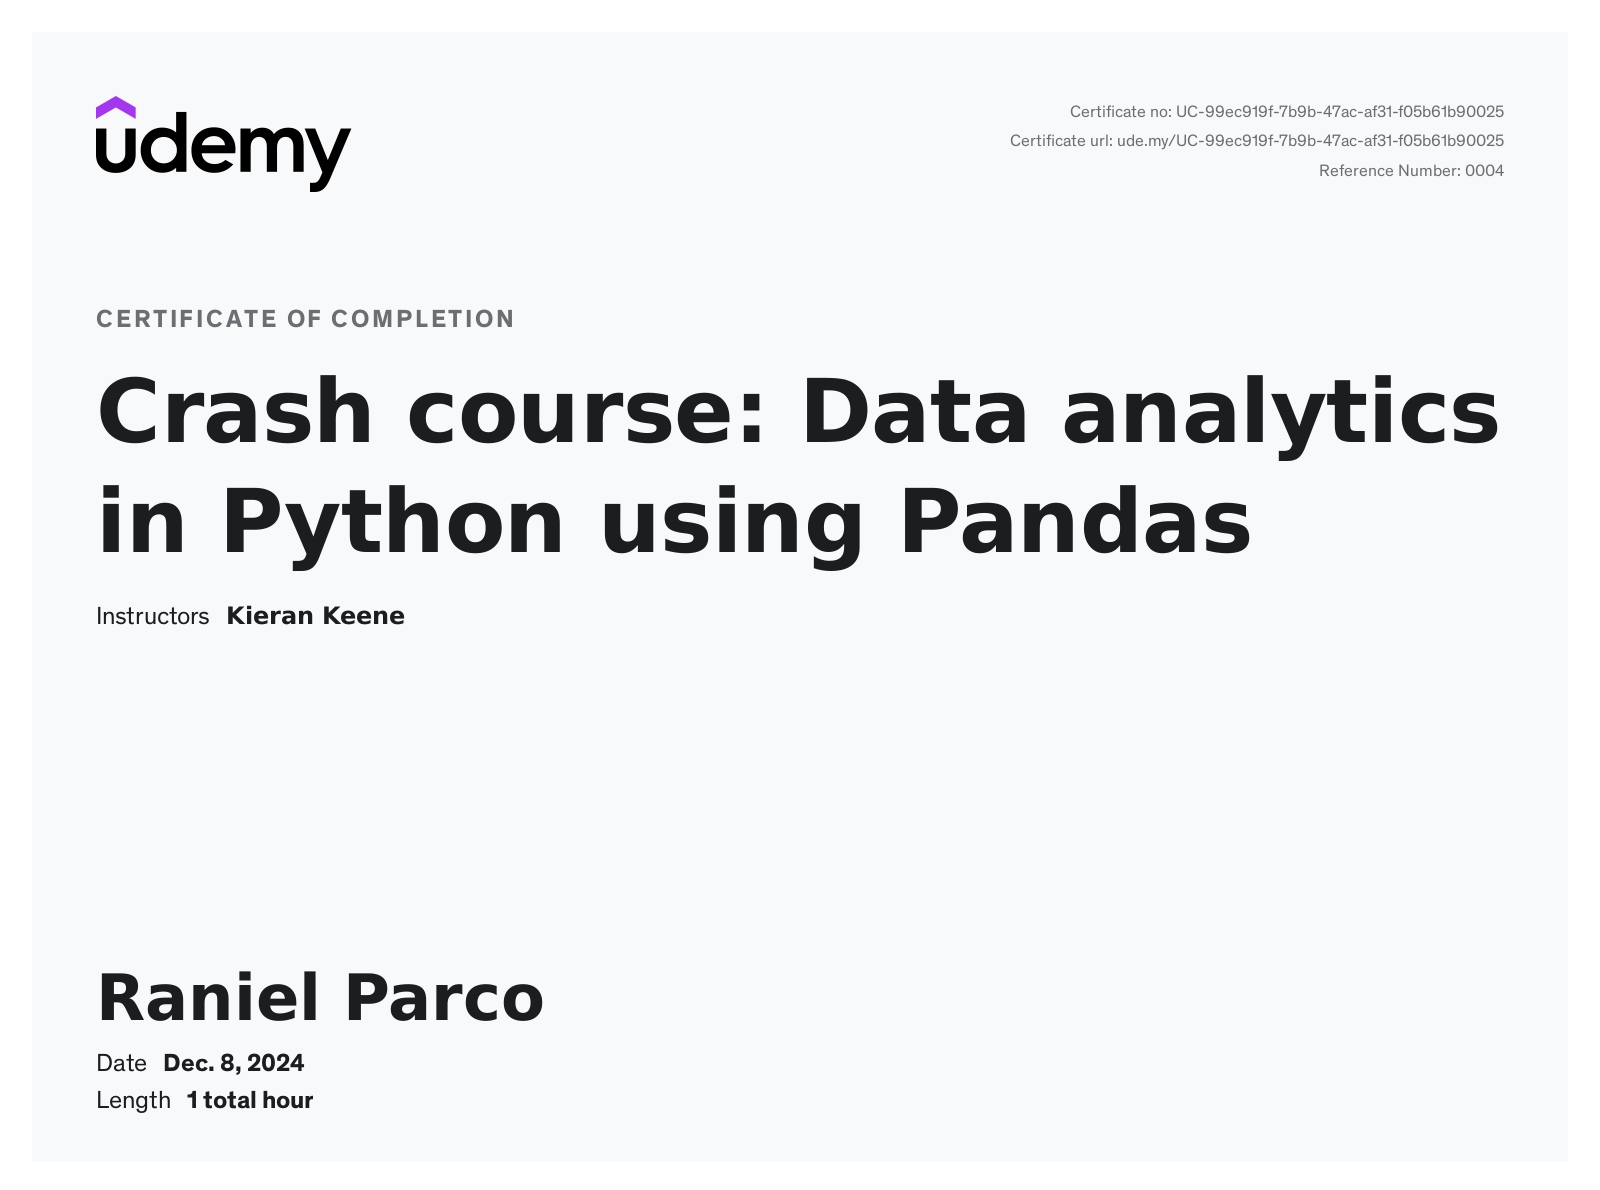 udemy
Certificate no: UC-99ec919f-7b9b-47ac-af31-f05b61b90025
Certificate url: ude.my/UC-99ec919f-7b9b-47ac-af31-f05b61b90025
Reference Number: 0004
CERTIFICATE OF COMPLETION
Crash course: Data analytics
in Python using Pandas
Instructors Kieran Keene
Raniel Parco
Date Dec. 8, 2024
Length 1 total hour